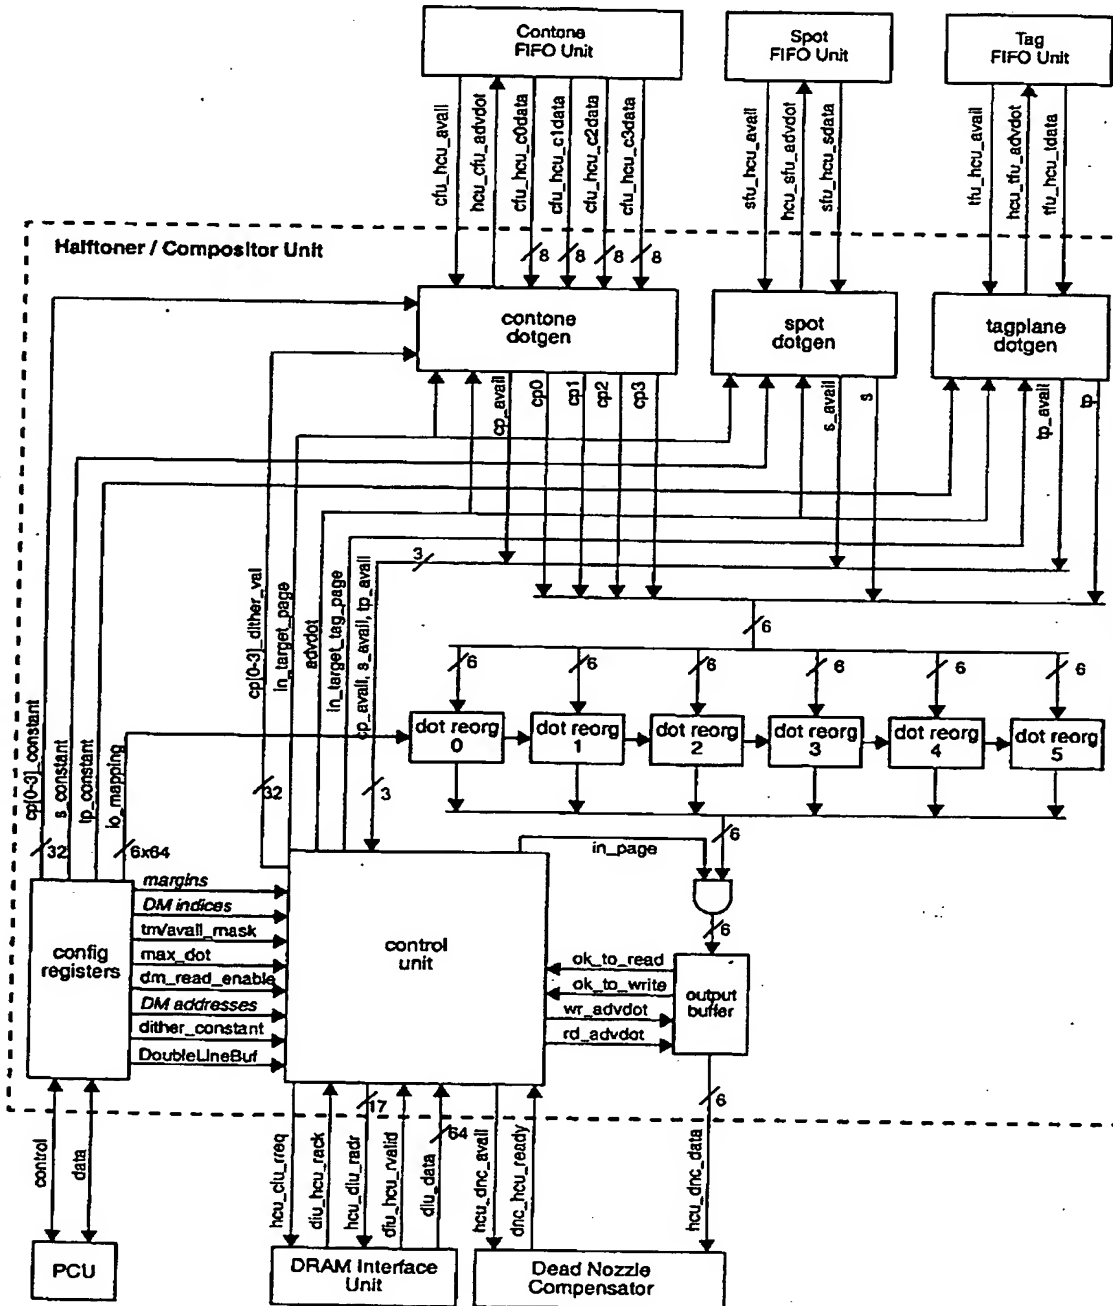 Contone
FIFO Unit
Spot
FIFO Unit
Tag
FIFO Unit
cfu_hcu_avail
hcu_cfu_advdot
cfu_hcu_c0data
cfu_hcu_c1data
cfu_hcu_c2data
cfu_hcu_c3data
sfu_hcu_avail
hcu_sfu_advdot
sfu_hcu_sdata
tfu_hcu_avail
hcu_tfu_advdot
tfu_hcu_tdata
Halftoner / Compositor Unit
8
8
8
8
contone
dotgen
spot
dotgen
tagplane
dotgen
cp_avail
cp0
cp1
cp2
cp3
s_avail
s
tp_avail
tp
3
6
cp[0-3]_dither_val
in_target_page
advdot
in_target_tag_page
cp_avail, s_avail, tp_avail
6
6
6
6
6
6
dot reorg
0
dot reorg
1
dot reorg
2
dot reorg
3
dot reorg
4
dot reorg
5
cp[0-3]_constant
s_constant
tp_constant
io_mapping
32
3
32
6x64
in_page
6
margins
DM indices
tm/avail_mask
max_dot
dm_read_enable
DM addresses
dither_constant
DoubleLineBuf
config
registers
control
unit
6
ok_to_read
ok_to_write
wr_advdot
rd_advdot
output
buffer
17
64
6
control
data
hcu_diu_rreq
diu_hcu_rack
hcu_diu_radr
diu_hcu_rvalid
diu_data
hcu_dnc_avail
dnc_hcu_ready
hcu_dnc_data
PCU
DRAM Interface
Unit
Dead Nozzle
Compensator